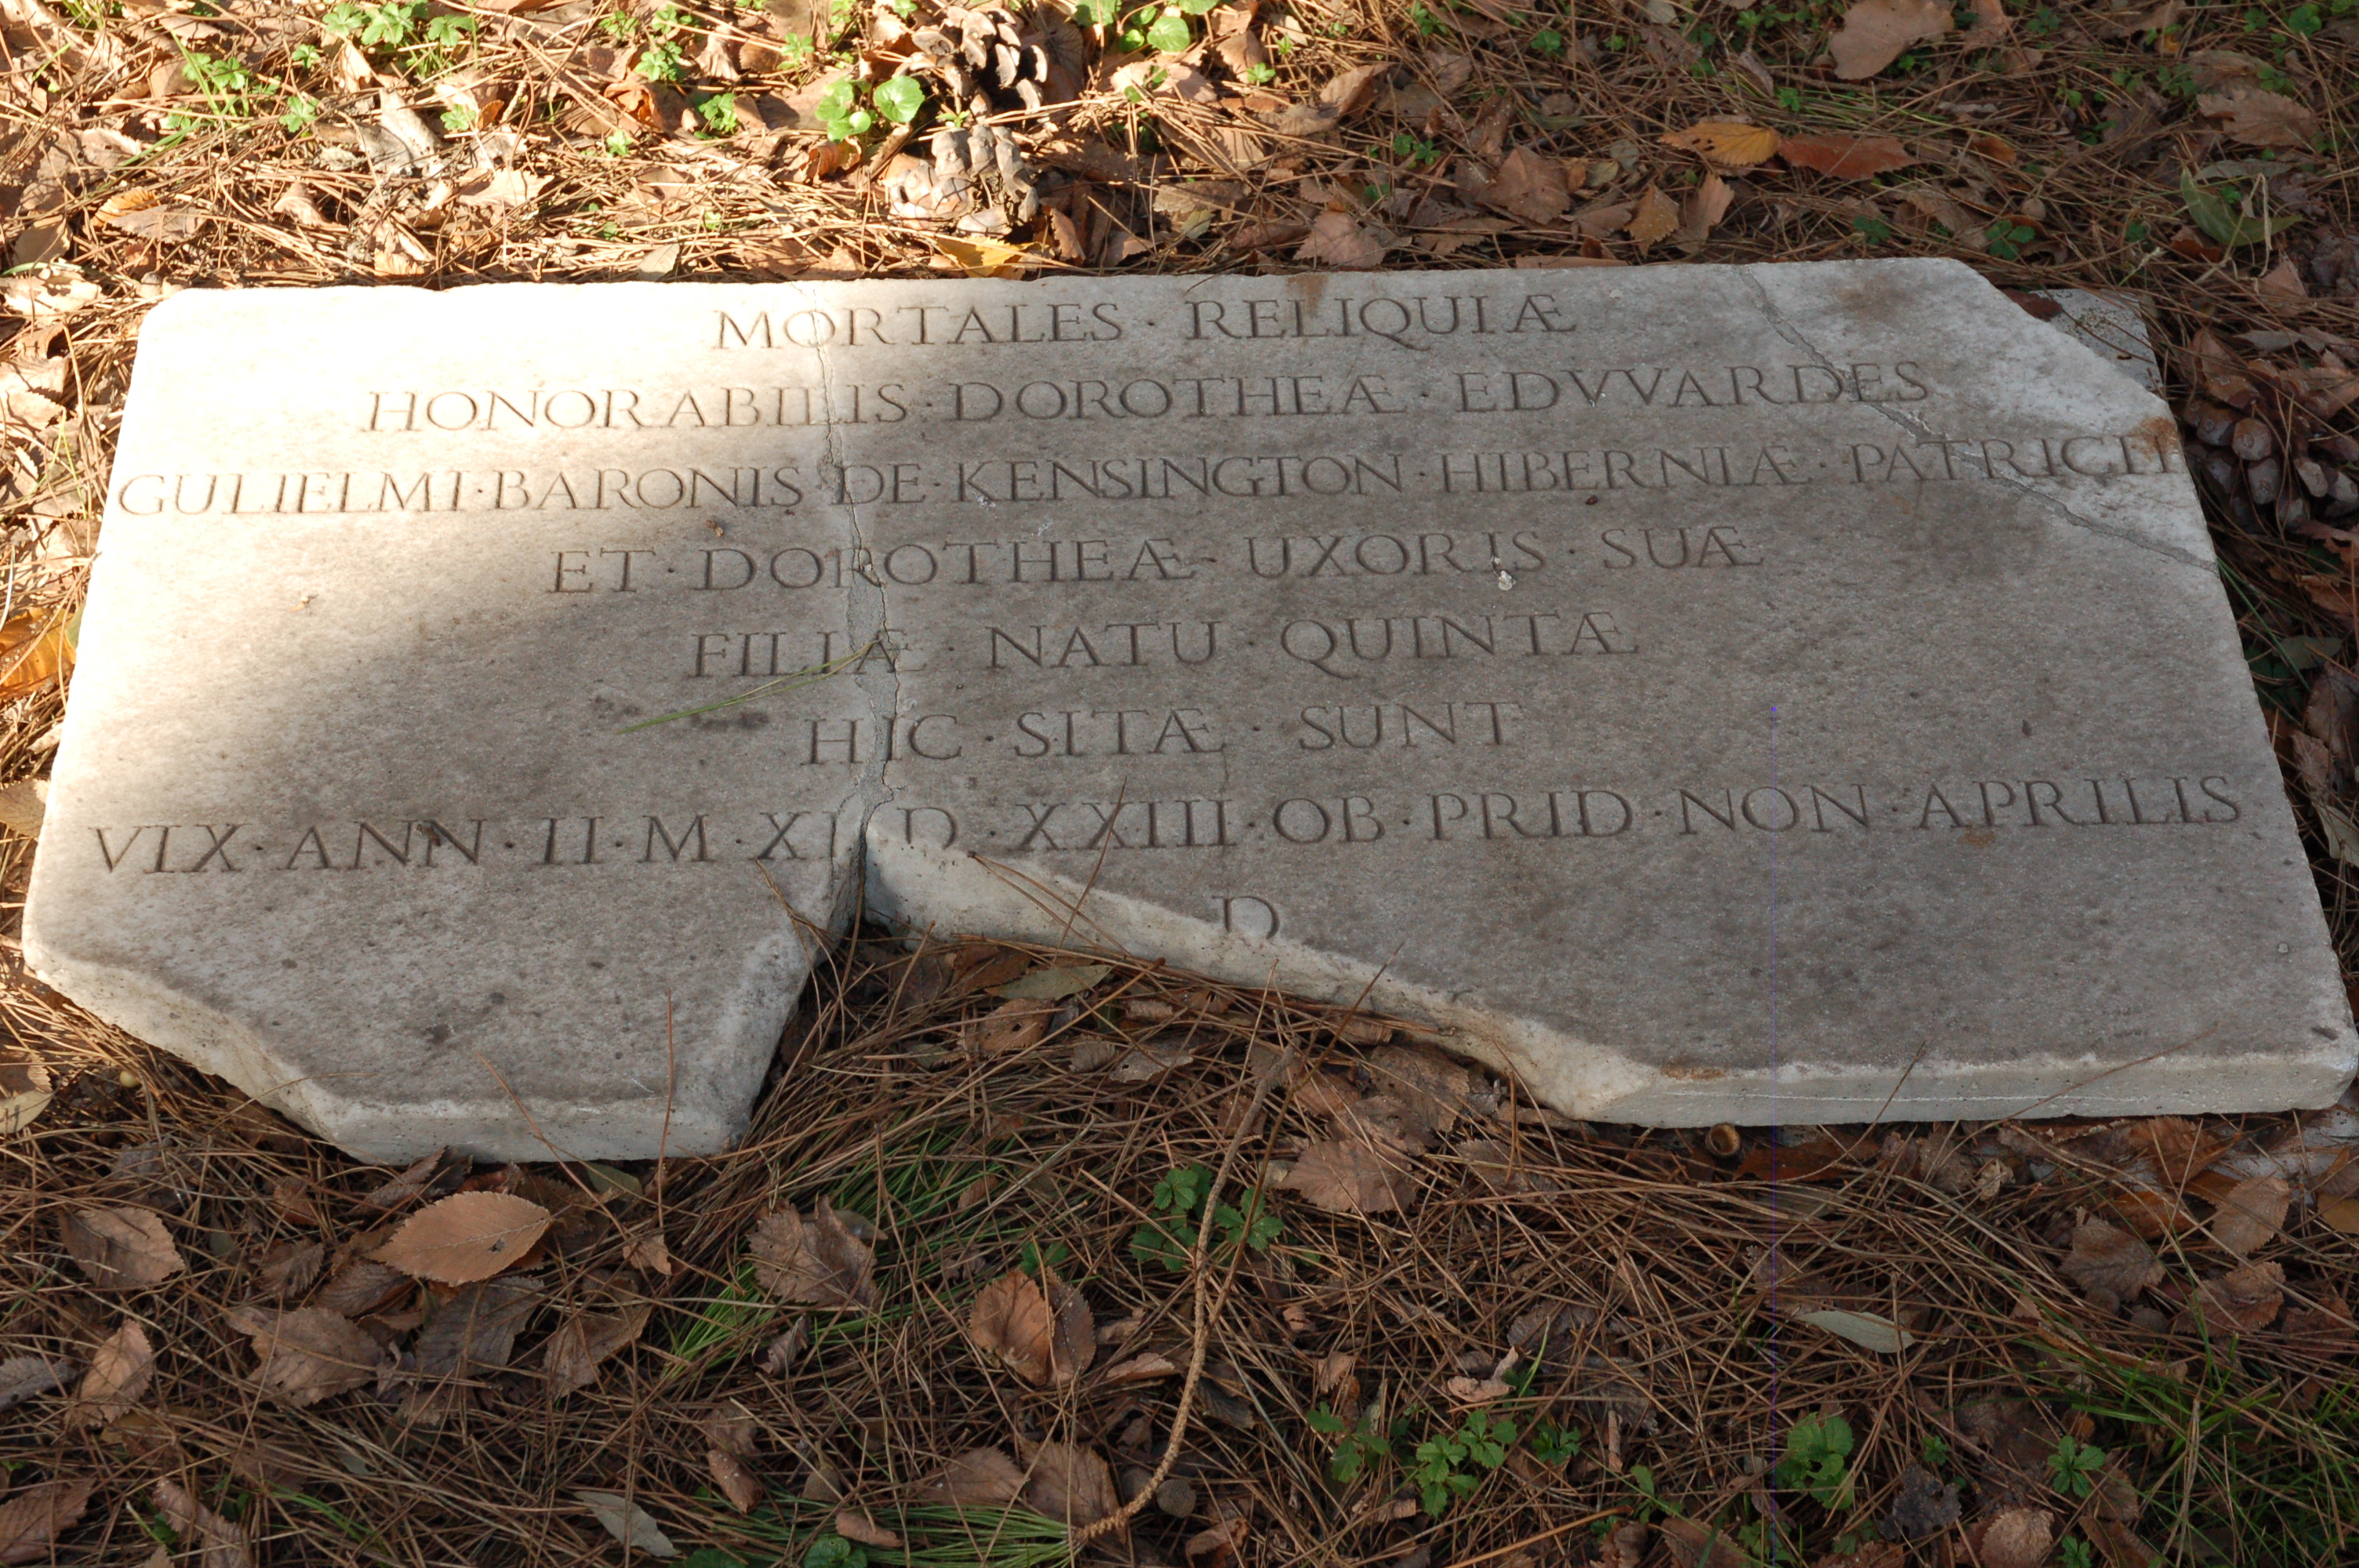 MORTALES · RELIQUIÆ
HONORABILIS · DOROTHEÆ · EDVVARDES
GULIELMI · BARONIS · DE · KENSINGTON · HIBERNIÆ · PATRICII
ET · DOROTHEÆ · UXORIS · SUÆ
FILIÆ · NATU · QUINTÆ
HIC · SITÆ · SUNT
VIX · ANN · II · M · XI D · XXIII · OB · PRID · NON · APRILIS
D